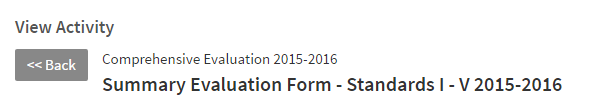 View Activity
<< Back
Comprehensive Evaluation 2015-2016
Summary Evaluation Form - Standards I - V 2015-2016